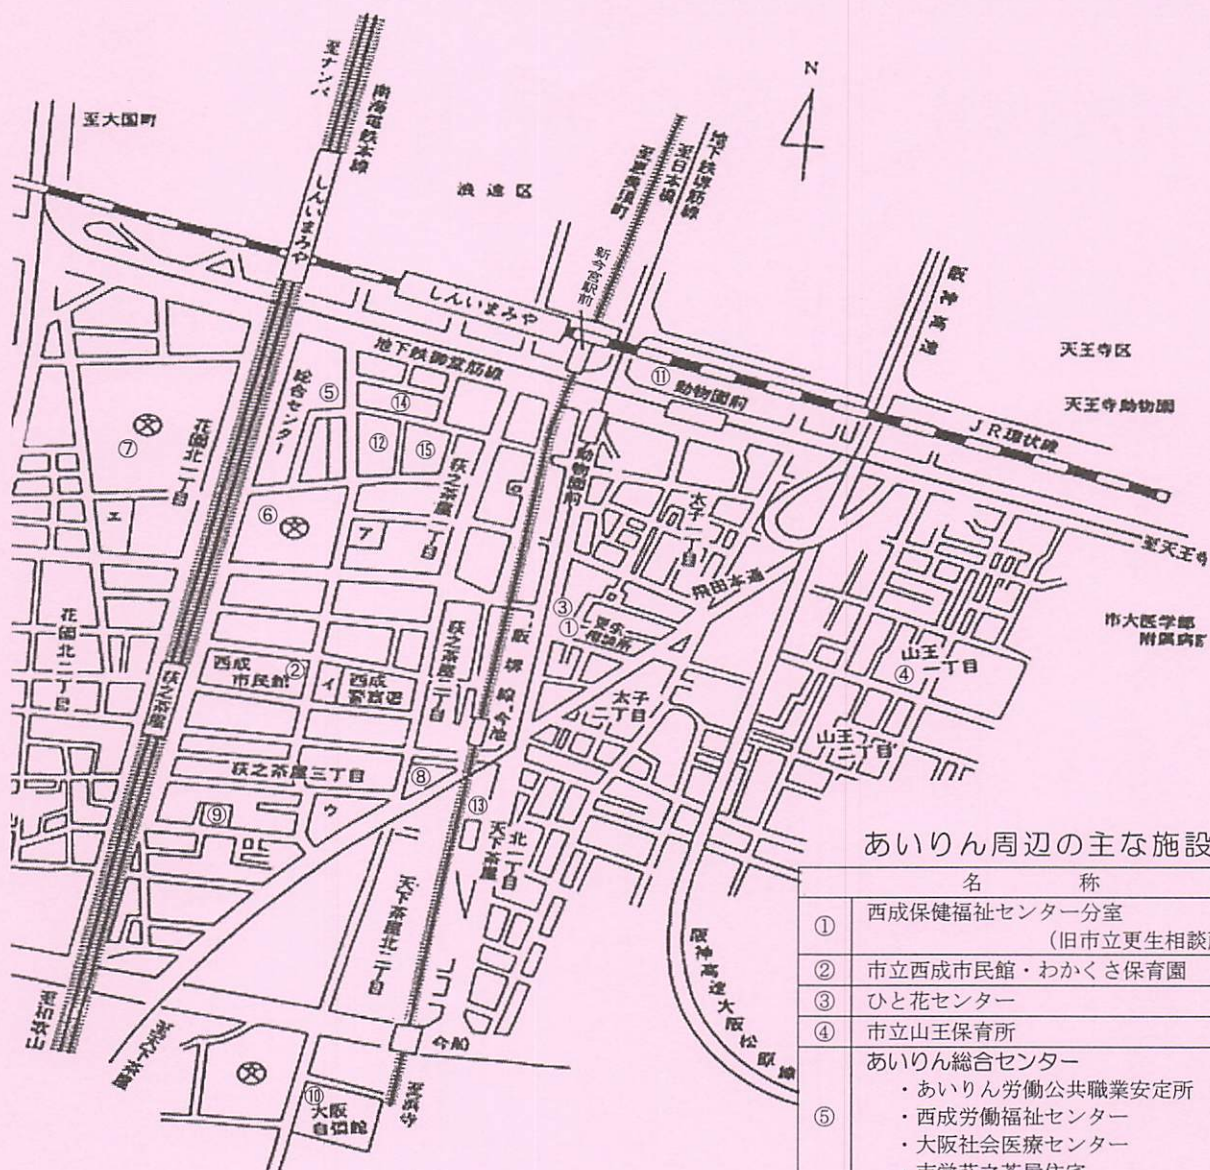 N
至大国町
至ナンバ
南海電鉄本線
浪速区
至恵美須町
至日本橋
地下鉄堺筋線
新今宮駅前
しんいまみや
しんいまみや
阪堺高速
天王寺区
天王寺動物園
JR環状線
地下鉄御堂筋線
動物園前
⑪
総合センター
⑤
⑭
⑫
⑮
⑦
花園北一丁目
萩之茶屋一丁目
動物園前
太子一丁目
エ
⑥
ア
至天王寺
飛田本通
市大医学部
附属病
③
①
更生
相談所
山王
一丁目
④
花園北二丁目
萩之茶屋
西成
市民館
②
イ
西成
警察署
萩之茶屋二丁目
阪堺線
今池
太子
二丁目
山王
二丁目
萩之茶屋三丁目
⑧
⑨
ウ
⑬
天下茶屋
北一丁目
天下茶屋北二丁目
今船
⑩
大阪
自彊館
あいりん周辺の主な施設
名 称
① 西成保健福祉センター分室
(旧市立更生相談
② 市立西成市民館・わかくさ保育園
③ ひと花センター
④ 市立山王保育所
⑤ あいりん総合センター
・あいりん労働公共職業安定所
・西成労働福祉センター
・大阪社会医療センター